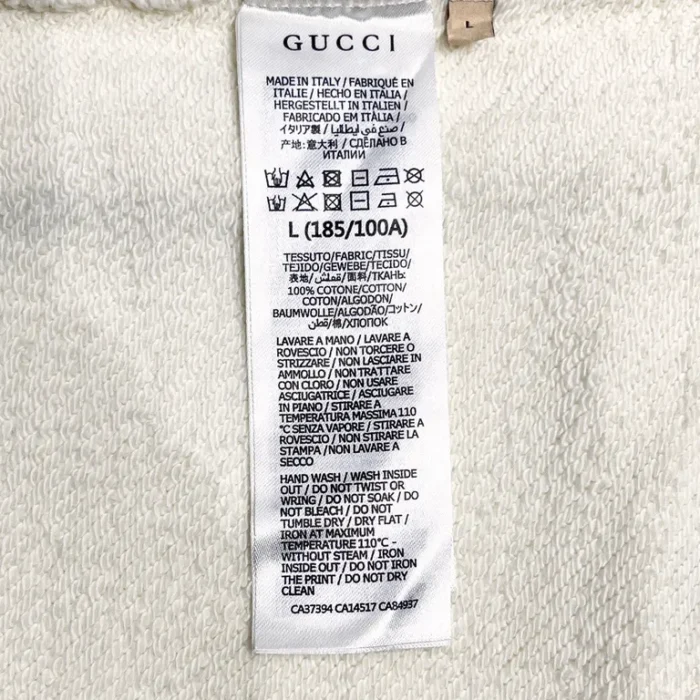 L
GUCCI
MADE IN ITALY / FABRIQUÉ EN
ITALIE / HECHO EN ITALIA /
HERGESTELLT IN ITALIEN /
FABRICADO EM ITÀLIA /
イタリア製 / صنع في ايطاليا /
产地: 意大利 / СДЕЛАНО В
ИТАЛИИ
L (185/100A)
TESSUTO/FABRIC/TISSU/
TEJIDO/GEWEBE/TECIDO/
表地/قماش/面料/ТКАНЬ:
100% COTONE/COTTON/
COTON/ALGODON/
BAUMWOLLE/ALGODÃO/コットン/
قطن/棉/ХЛОПОК
LAVARE A MANO / LAVARE A
ROVESCIO / NON TORCERE O
STRIZZARE / NON LASCIARE IN
AMMOLLO / NON TRATTARE
CON CLORO / NON USARE
ASCIUGATRICE / ASCIUGARE
IN PIANO / STIRARE A
TEMPERATURA MASSIMA 110
°C SENZA VAPORE / STIRARE A
ROVESCIO / NON STIRARE LA
STAMPA / NON LAVARE A
SECCO
HAND WASH / WASH INSIDE
OUT / DO NOT TWIST OR
WRING / DO NOT SOAK / DO
NOT BLEACH / DO NOT
TUMBLE DRY / DRY FLAT /
IRON AT MAXIMUM
TEMPERATURE 110°C -
WITHOUT STEAM / IRON
INSIDE OUT / DO NOT IRON
THE PRINT / DO NOT DRY
CLEAN
CA37394 CA14517 CA84937